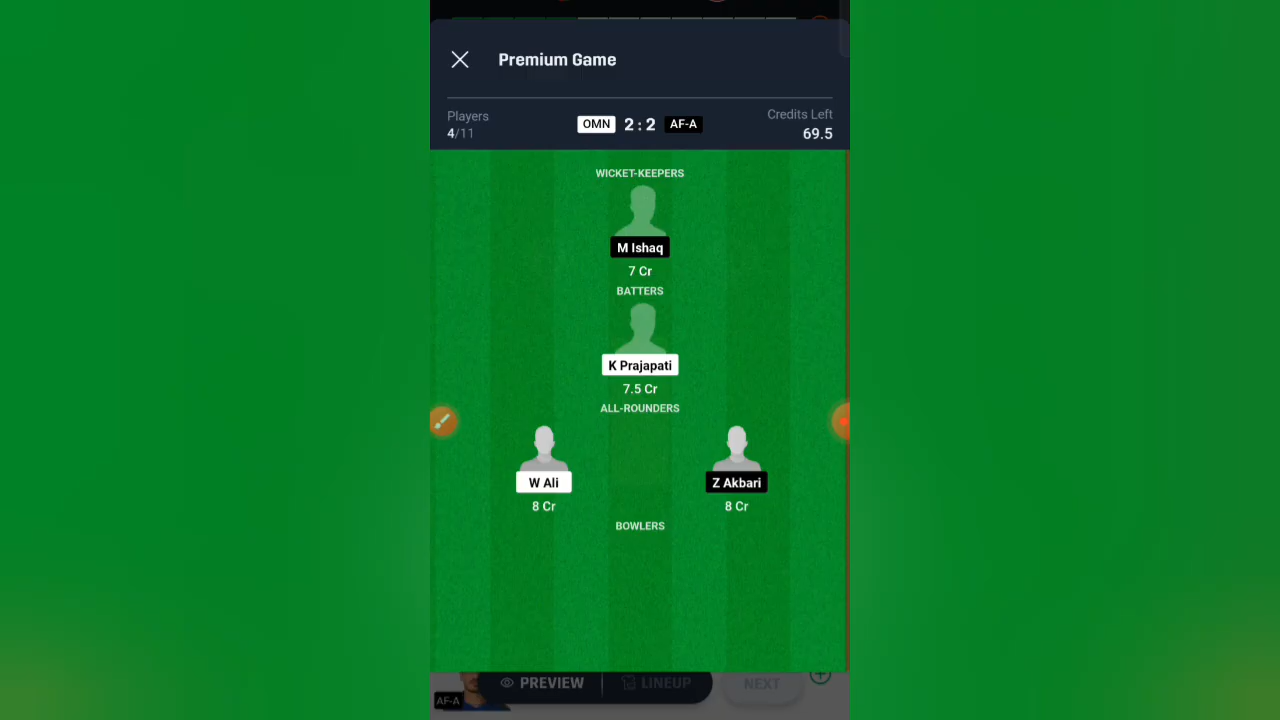 Premium Game
Players
4/11
OMN 2 : 2 AF-A
Credits Left
69.5
WICKET-KEEPERS
M Ishaq
7 Cr
BATTERS
K Prajapati
7.5 Cr
ALL-ROUNDERS
W Ali
8 Cr
Z Akbari
8 Cr
BOWLERS
AF-A
PREVIEW
LINEUP
NEXT